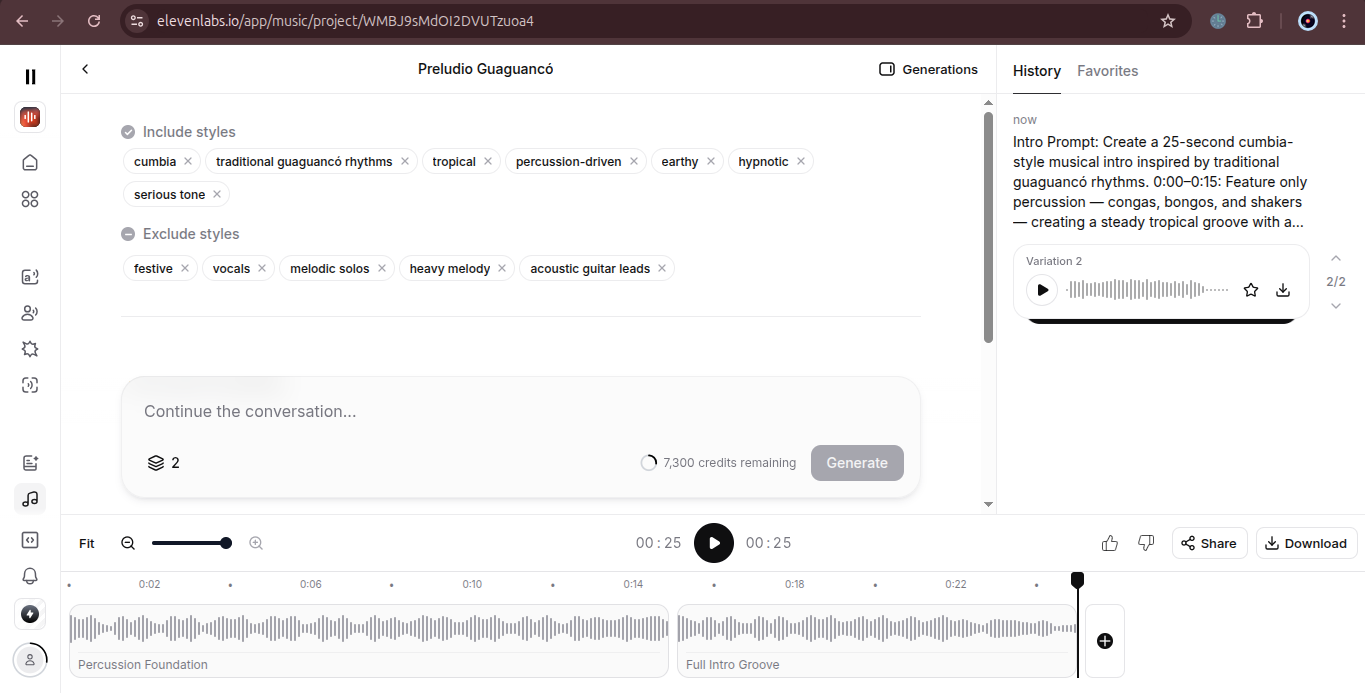 elevenlabs.io/app/music/project/WMBJ9sMdOI2DVUTzuoa4
Preludio Guaguancó
Generations
History
Favorites
Include styles
cumbia
traditional guaguancó rhythms
tropical
percussion-driven
earthy
hypnotic
serious tone
Exclude styles
festive
vocals
melodic solos
heavy melody
acoustic guitar leads
Continue the conversation...
2
7,300 credits remaining
Generate
now
Intro Prompt: Create a 25-second cumbia-
style musical intro inspired by traditional
guaguancó rhythms. 0:00–0:15: Feature only
percussion — congas, bongos, and shakers
— creating a steady tropical groove with a...
Variation 2
2/2
Fit
00:25
00:25
Share
Download
0:02
0:06
0:10
0:14
0:18
0:22
Percussion Foundation
Full Intro Groove